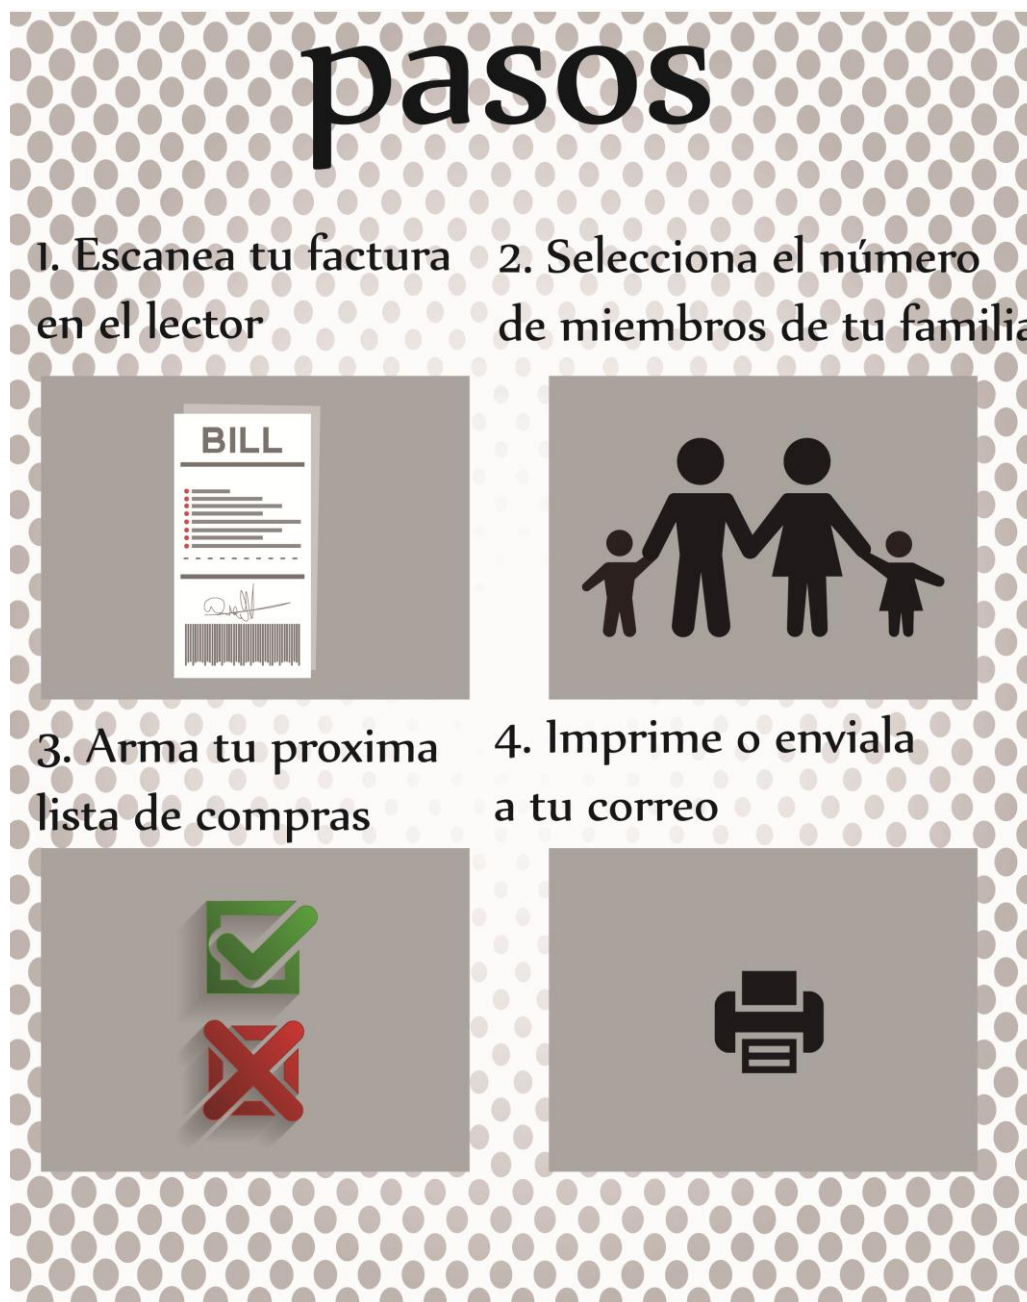 pasos
1. Escanea tu factura
en el lector
2. Selecciona el número
de miembros de tu familia
BILL
3. Arma tu proxima
lista de compras
4. Imprime o enviala
a tu correo